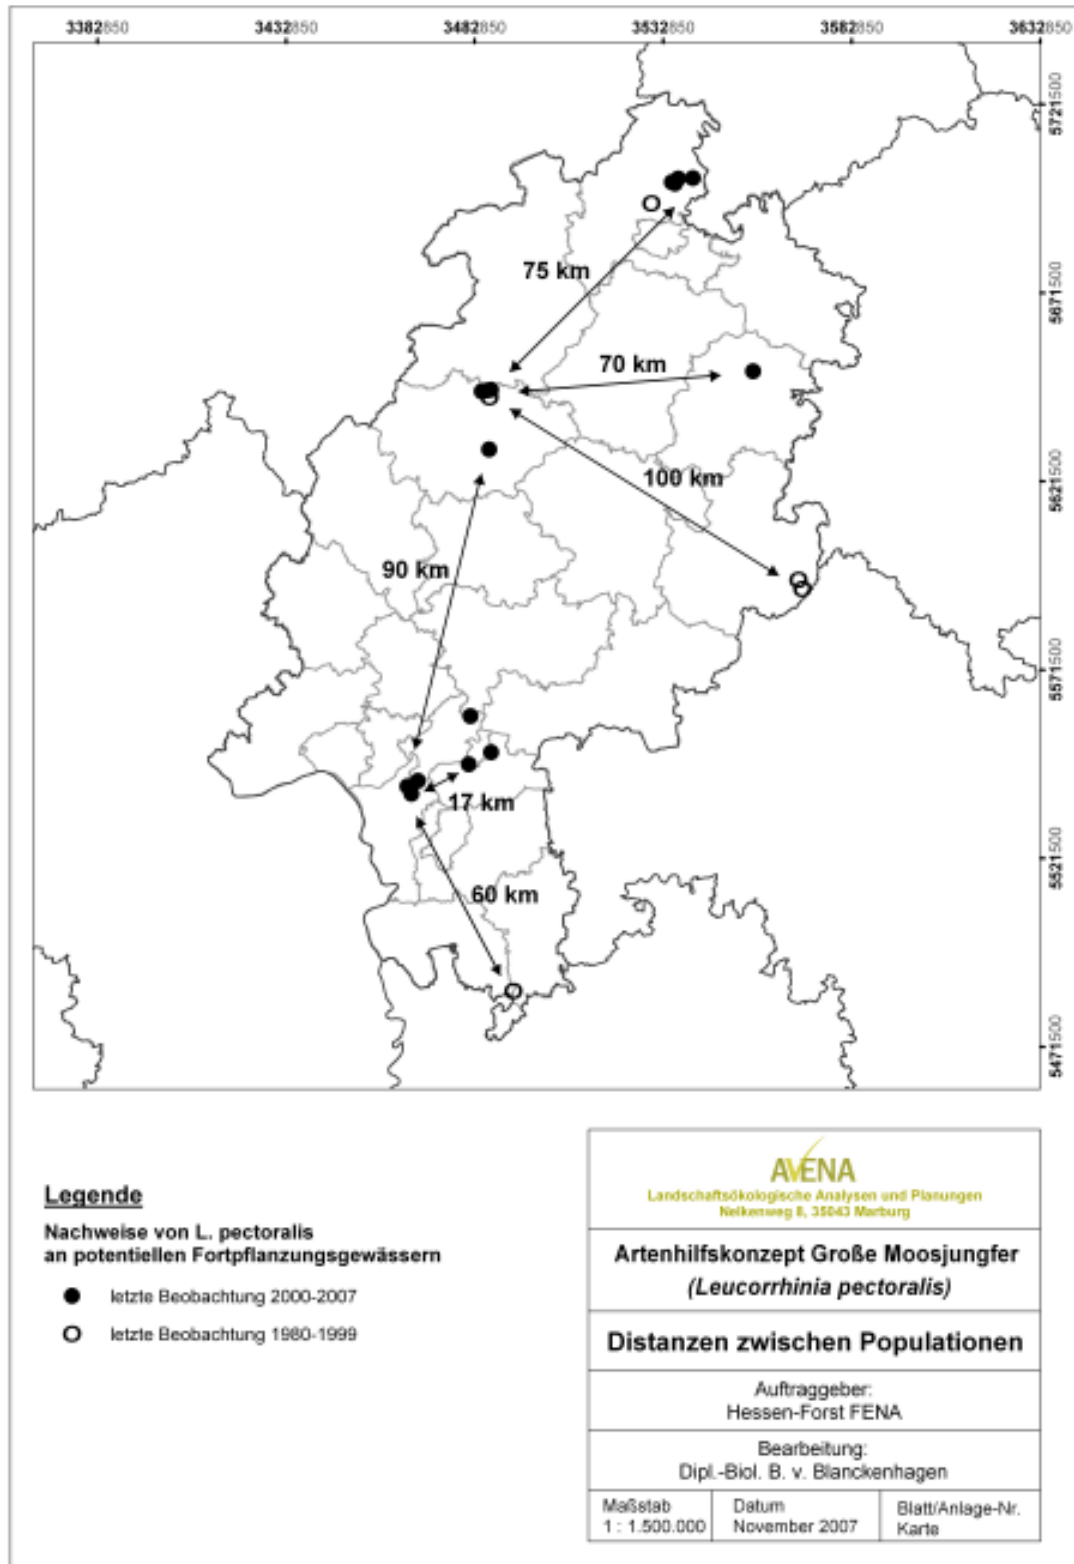 3382850 3432850 3482850 3532850 3582850 3632850
5721500
5671500
5621500
5571500
5521500
5471500
75 km
70 km
100 km
90 km
17 km
60 km
Legende
Nachweise von L. pectoralis
an potentiellen Fortpflanzungsgewässern
letzte Beobachtung 2000-2007
letzte Beobachtung 1980-1999
AVENA
Landschaftsökologische Analysen und Planungen
Nelkenweg 8, 35043 Marburg
Artenhilfskonzept Große Moosjungfer
(Leucorrhinia pectoralis)
Distanzen zwischen Populationen
Auftraggeber:
Hessen-Forst FENA
Bearbeitung:
Dipl.-Biol. B. v. Blanckenhagen
Maßstab
1 : 1.500.000
Datum
November 2007
Blatt/Anlage-Nr.
Karte